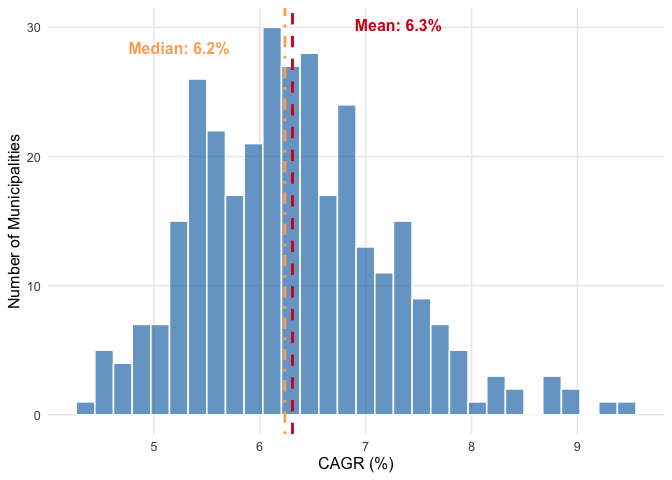 Mean: 6.3%
Median: 6.2%
Number of Municipalities
30
20
10
0
5 6 7 8 9
CAGR (%)